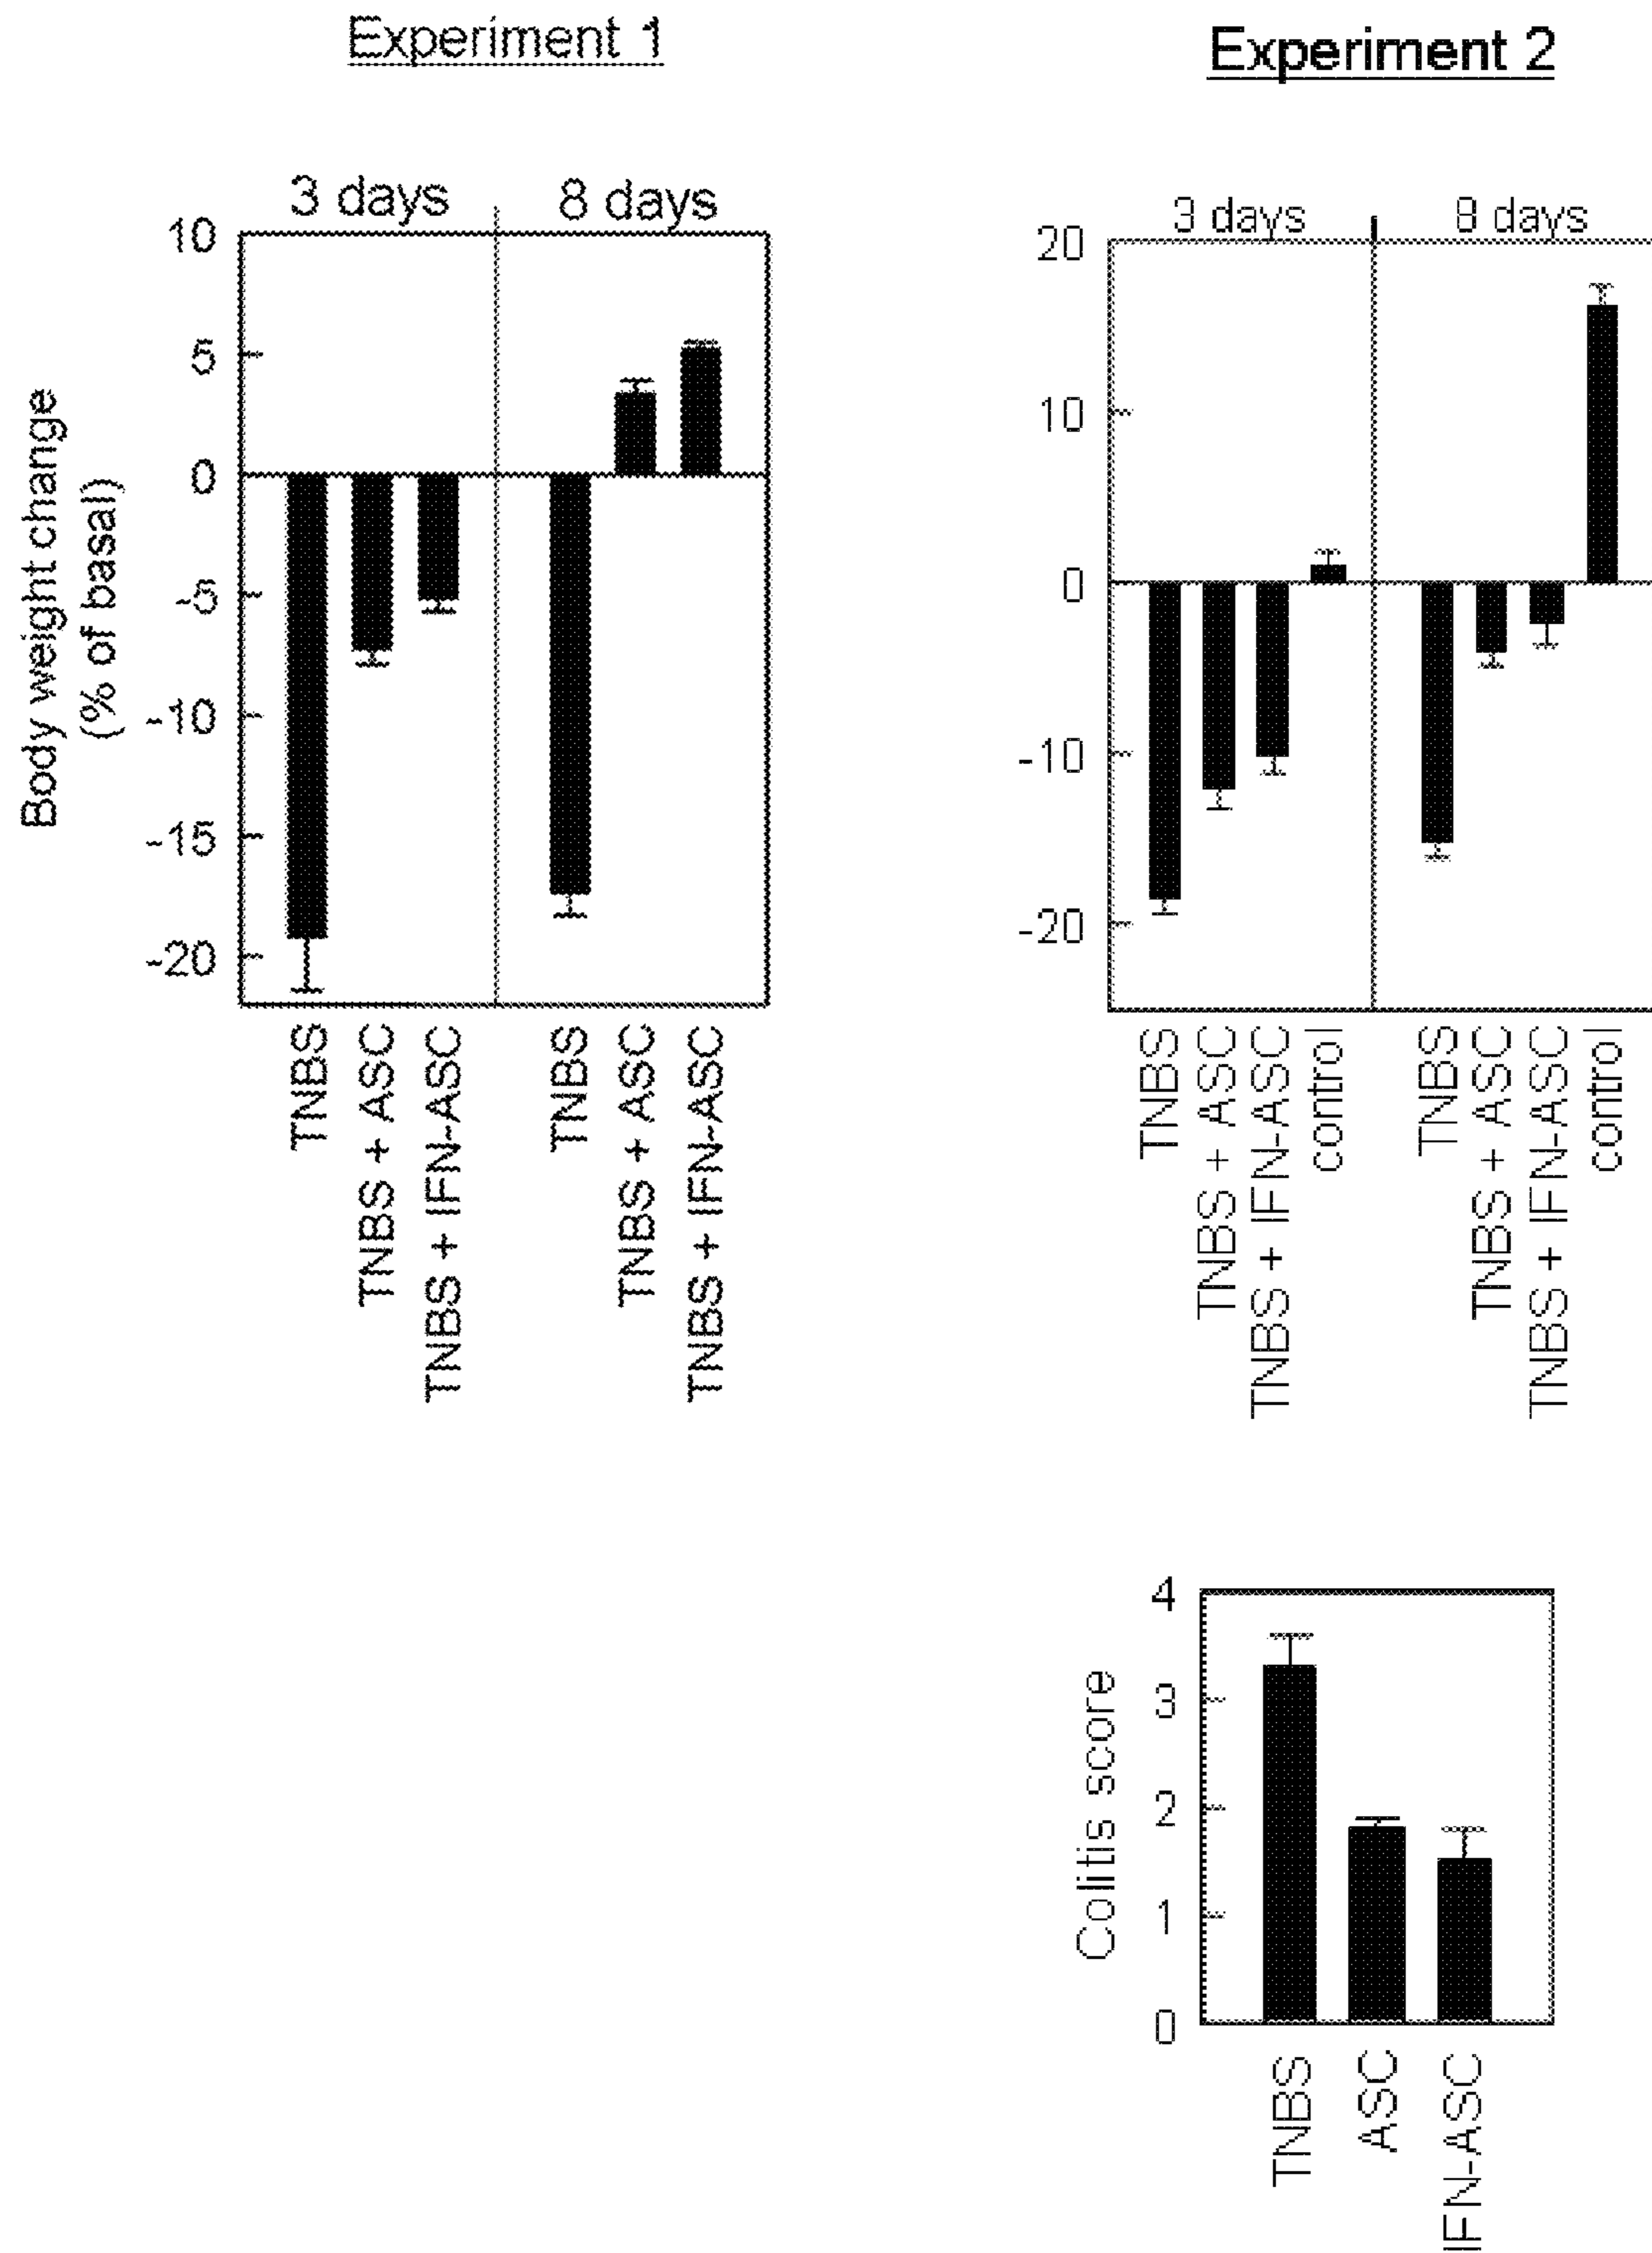 Experiment 1
3 days
8 days
10
5
0
-5
-10
-15
-20
Body weight change
(% of basal)
TNBS
TNBS + ASC
TNBS + IFN-ASC
TNBS
TNBS + ASC
TNBS + IFN-ASC
Experiment 2
3 days
8 days
20
10
0
-10
-20
TNBS
TNBS + ASC
TNBS + IFN-ASC
control
TNBS
TNBS + ASC
TNBS + IFN-ASC
control
4
3
2
1
0
Colitis score
TNBS
ASC
IFN-ASC